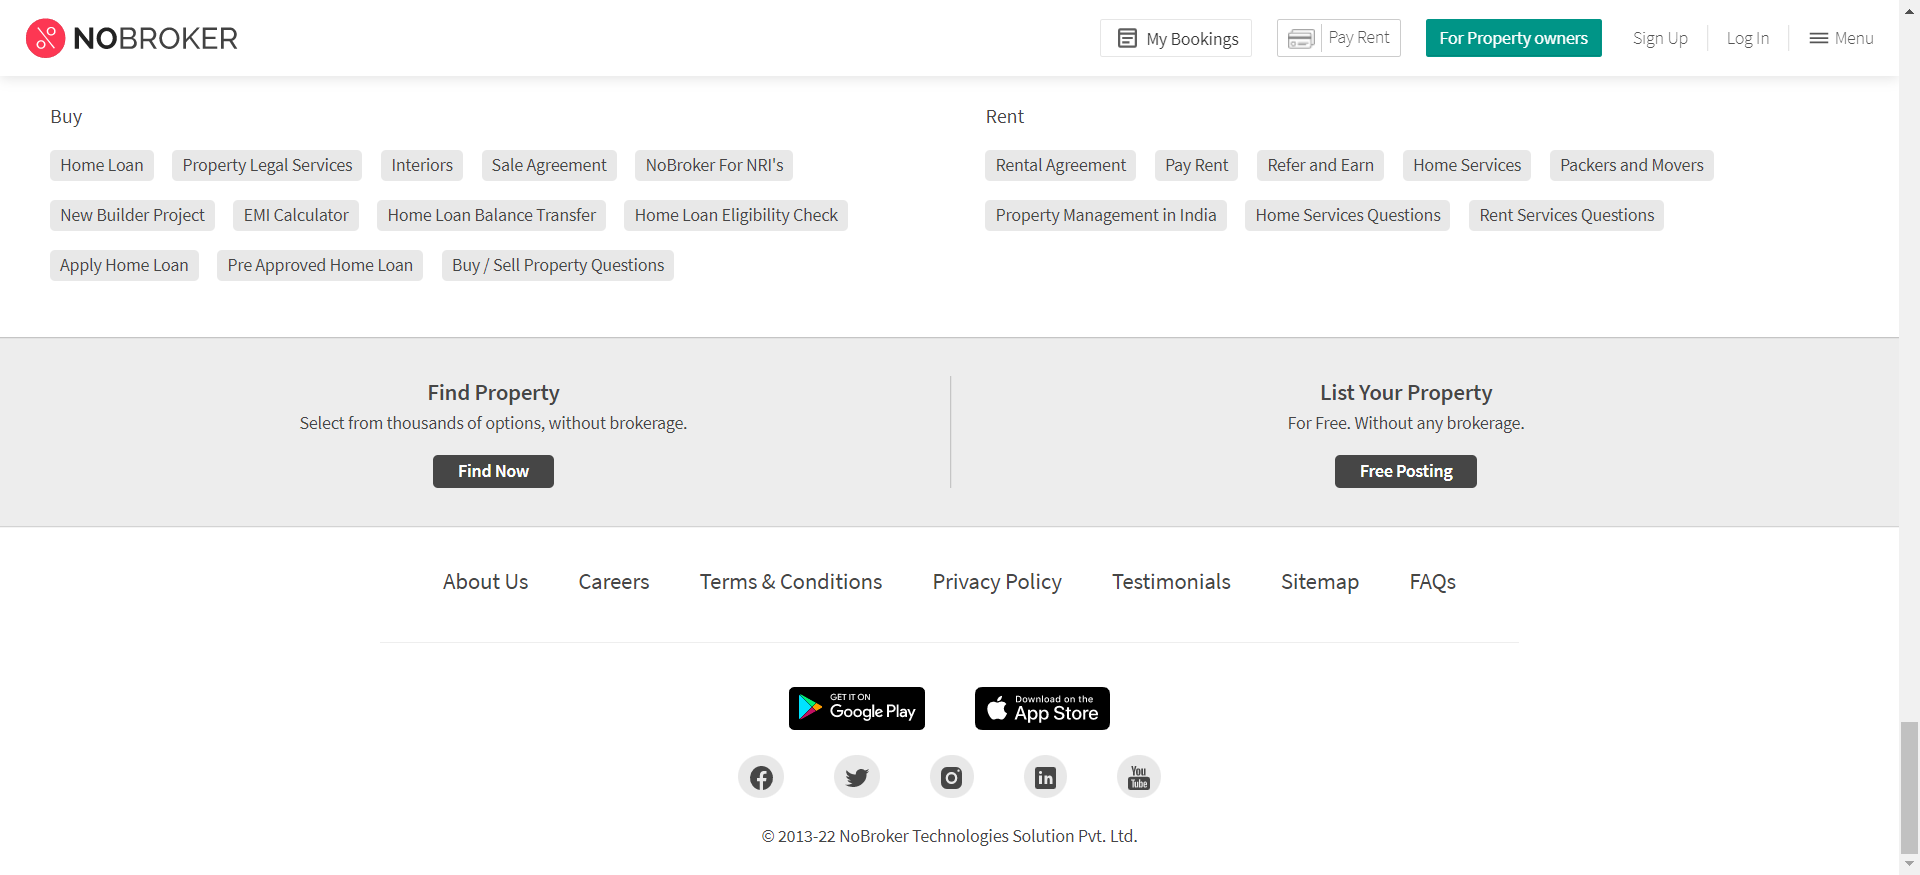 NOBROKER
My Bookings
Pay Rent
For Property owners
Sign Up
Log In
Menu
Buy
Home Loan
Property Legal Services
Interiors
Sale Agreement
NoBroker For NRI's
New Builder Project
EMI Calculator
Home Loan Balance Transfer
Home Loan Eligibility Check
Apply Home Loan
Pre Approved Home Loan
Buy / Sell Property Questions
Rent
Rental Agreement
Pay Rent
Refer and Earn
Home Services
Packers and Movers
Property Management in India
Home Services Questions
Rent Services Questions
Find Property
Select from thousands of options, without brokerage.
Find Now
List Your Property
For Free. Without any brokerage.
Free Posting
About Us
Careers
Terms & Conditions
Privacy Policy
Testimonials
Sitemap
FAQs
GET IT ON
Google Play
Download on the
App Store
in
You
Tube
© 2013-22 NoBroker Technologies Solution Pvt. Ltd.